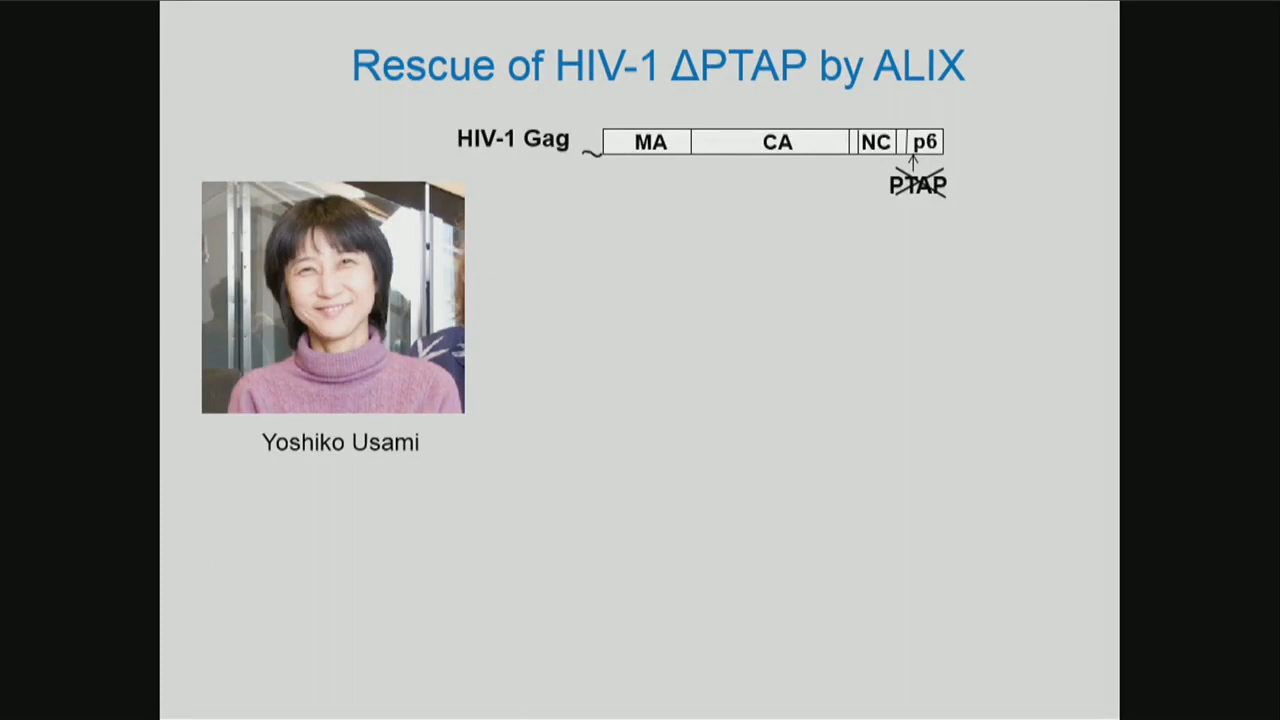 Rescue of HIV-1 ΔPTAP by ALIX
HIV-1 Gag MA CA NC p6
PTAP
Yoshiko Usami